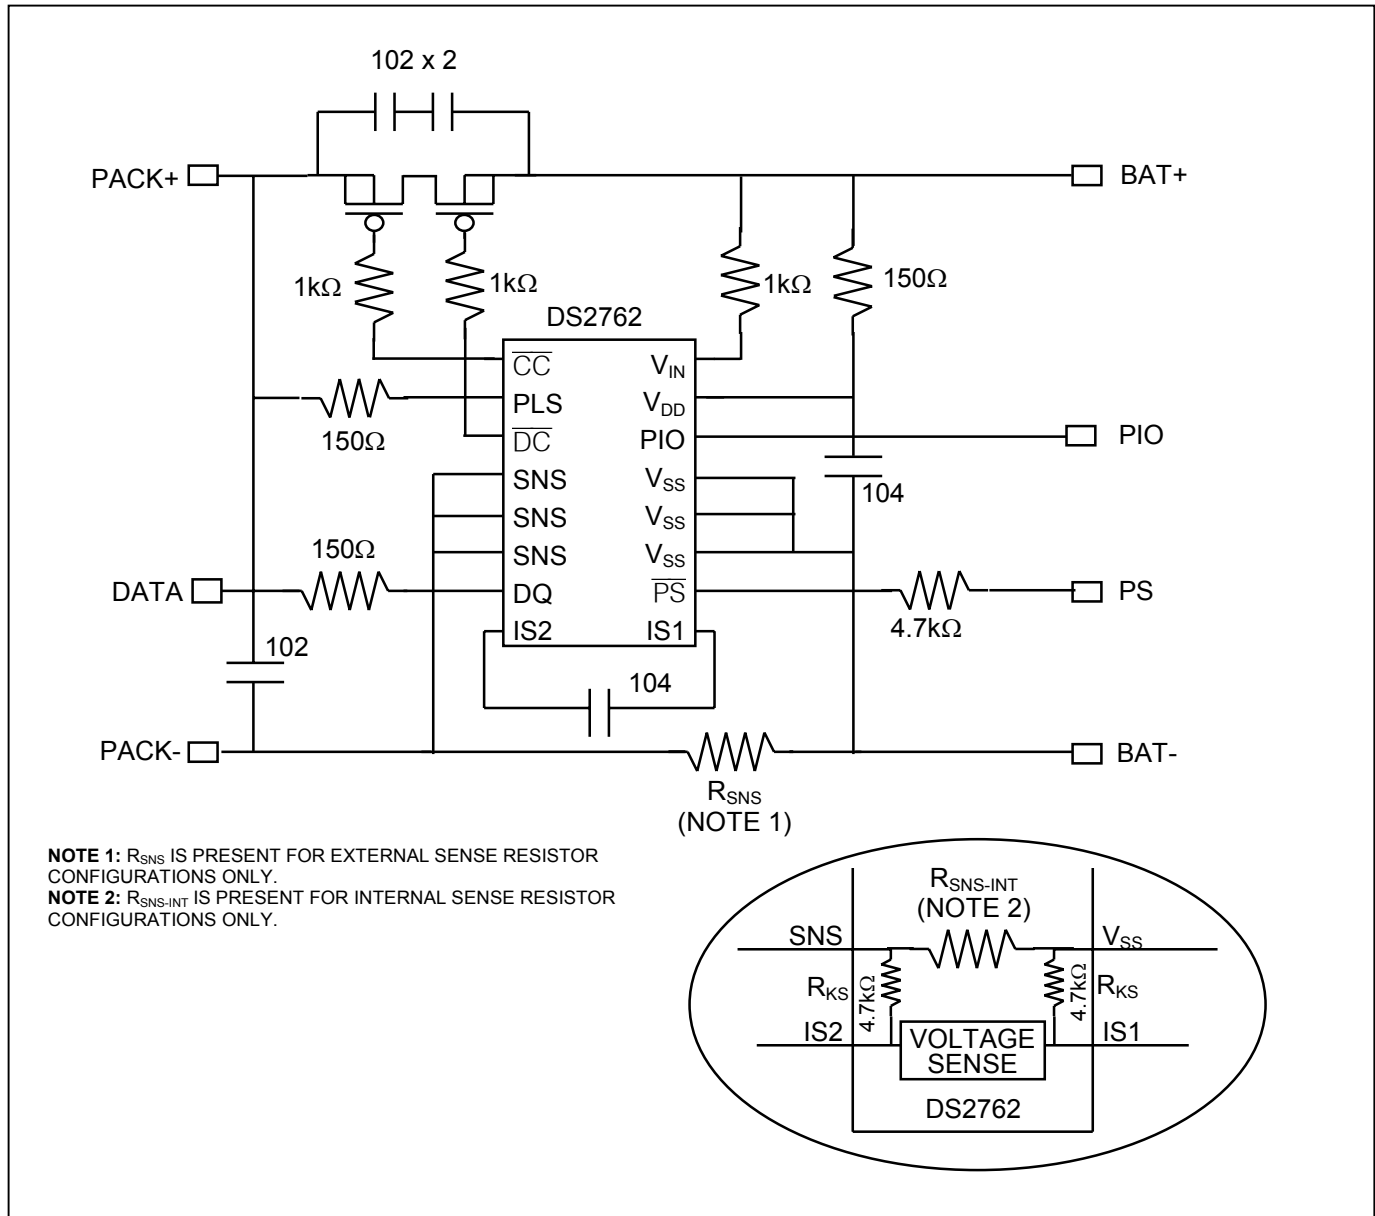 102 x 2
PACK+
BAT+
1kΩ
1kΩ
1kΩ
150Ω
DS2762
CC
VIN
PLS
VDD
150Ω
DC
PIO
PIO
SNS
VSS
104
SNS
VSS
150Ω
SNS
VSS
DATA
DQ
PS
PS
4.7kΩ
IS2
IS1
102
104
PACK-
BAT-
RSNS
(NOTE 1)
NOTE 1: RSNS IS PRESENT FOR EXTERNAL SENSE RESISTOR
CONFIGURATIONS ONLY.
NOTE 2: RSNS-INT IS PRESENT FOR INTERNAL SENSE RESISTOR
CONFIGURATIONS ONLY.
RSNS-INT
(NOTE 2)
SNS
VSS
RKS
4.7kΩ
4.7kΩ
RKS
IS2
VOLTAGE
SENSE
IS1
DS2762